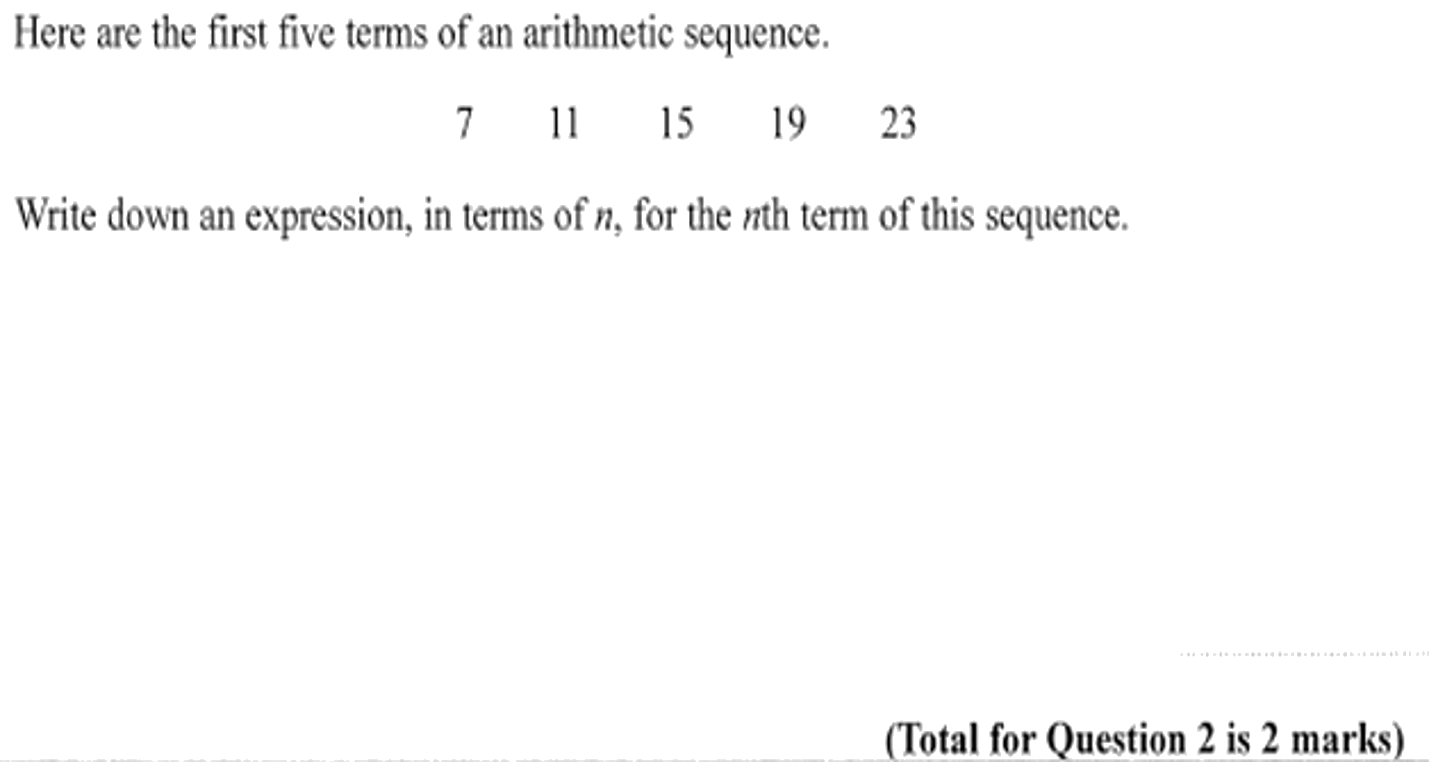 Here are the first five terms of an arithmetic sequence.
7 11 15 19 23
Write down an expression, in terms of n, for the nth term of this sequence.
(Total for Question 2 is 2 marks)